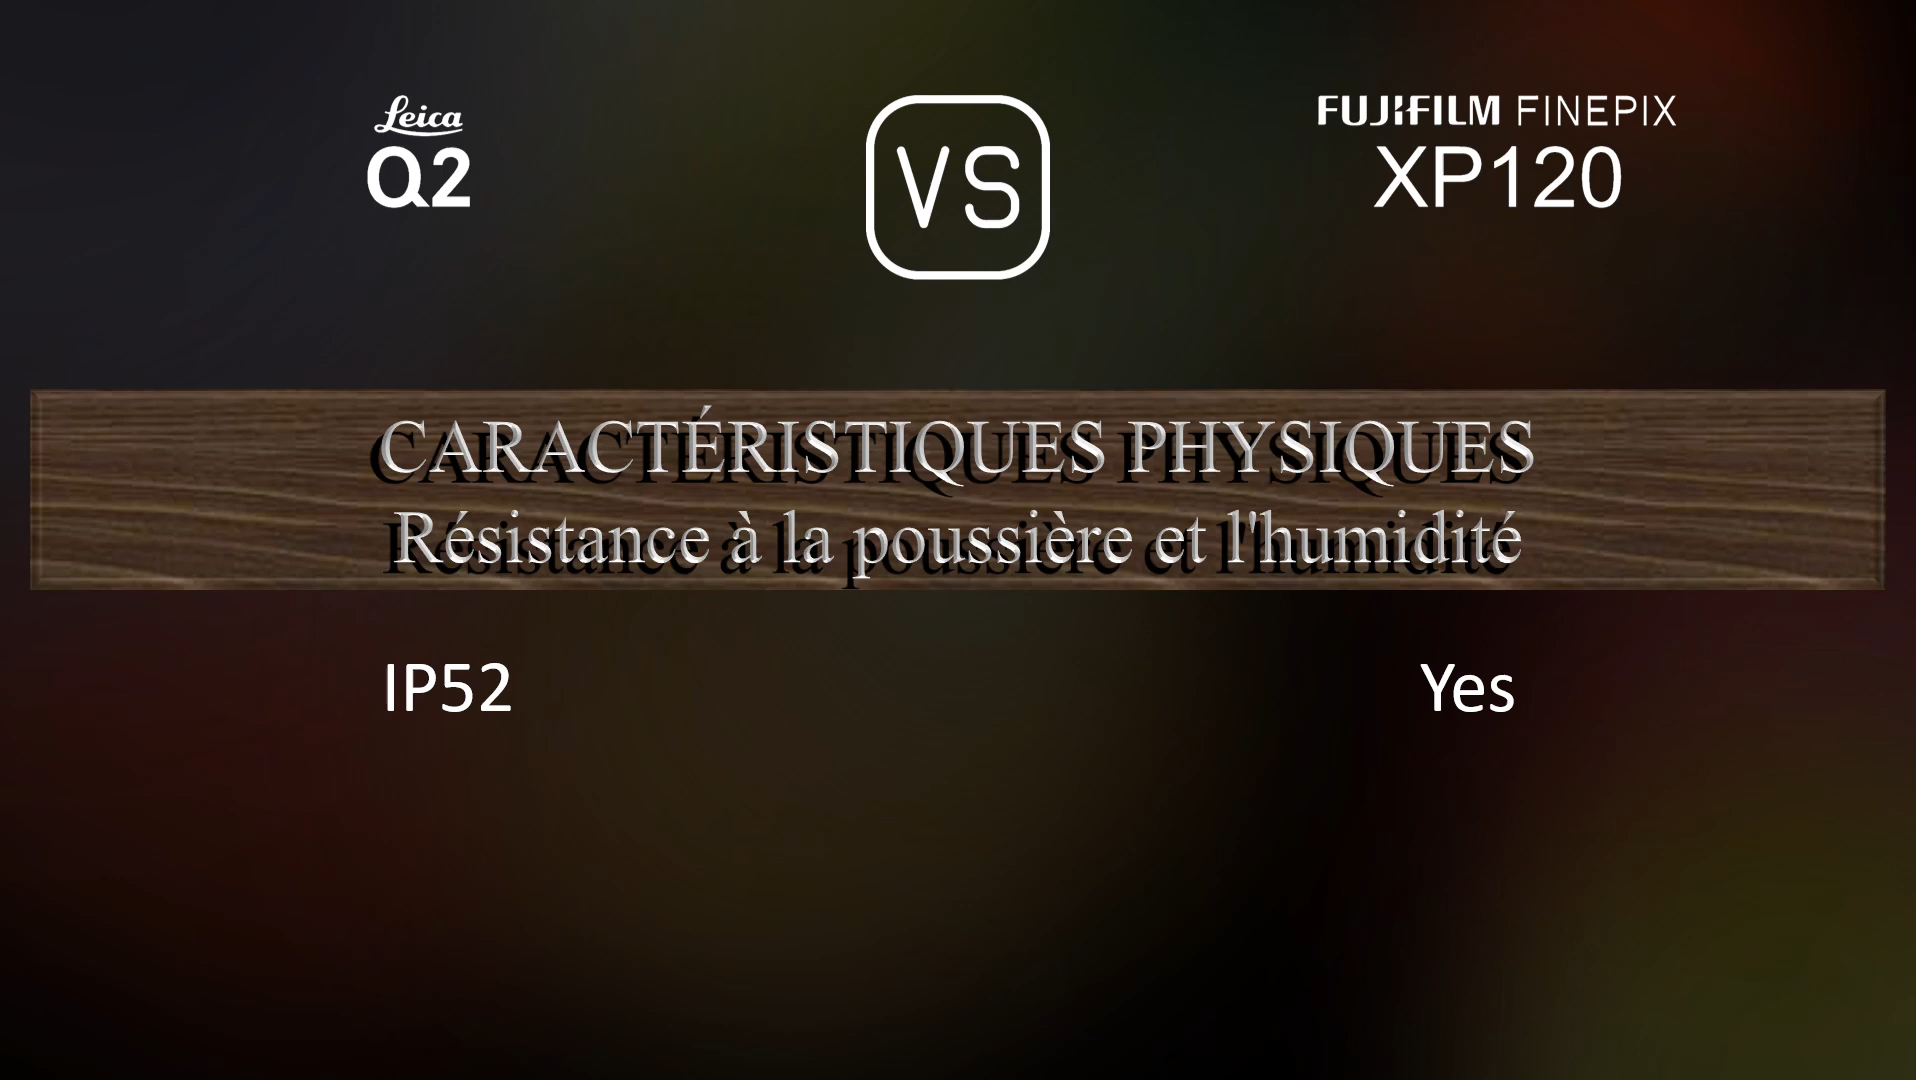 Leica
Q2
VS
FUJIFILM FINEPIX
XP120
CARACTÉRISTIQUES PHYSIQUES
Résistance à la poussière et l'humidité
IP52
Yes